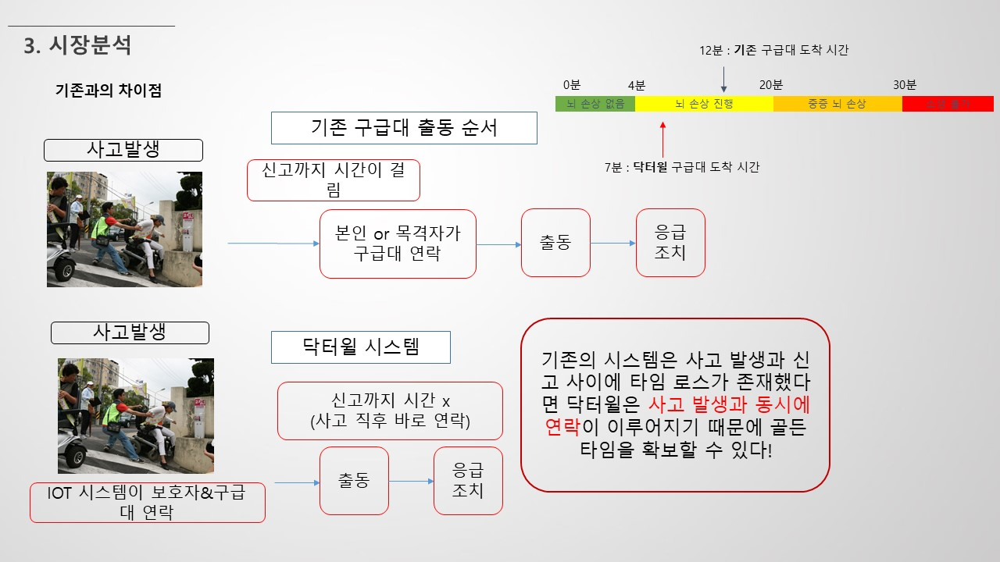 3. 시장분석
기존과의 차이점
12분 : 기존 구급대 도착 시간
0분
4분
20분
30분
뇌 손상 없음
뇌 손상 진행
중증 뇌 손상
7분 : 닥터윌 구급대 도착 시간
기존 구급대 출동 순서
사고발생
신고까지 시간이 걸
림
본인 or 목격자가
구급대 연락
출동
응급
조치
사고발생
닥터윌 시스템
신고까지 시간 x
(사고 직후 바로 연락)
출동
응급
조치
IOT 시스템이 보호자&구급
대 연락
기존의 시스템은 사고 발생과 신
고 사이에 타임 로스가 존재했다
면 닥터윌은 사고 발생과 동시에
연락이 이루어지기 때문에 골든
타임을 확보할 수 있다!